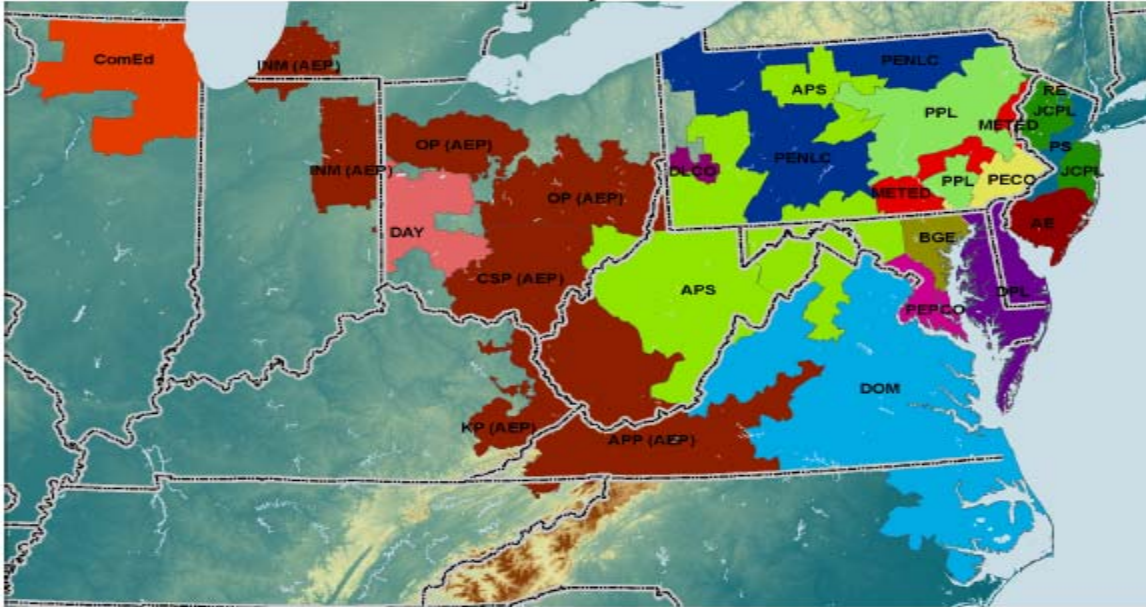 ComEd
INM (AEP)
PENLC
APS
RE
OP (AEP)
PPL
JCPL
METED
PS
INM (AEP)
DLCO
PENLC
OP (AEP)
METED
PPL
PECO
JCPL
DAY
BGE
AE
CSP (AEP)
APS
DPL
PEPCO
DOM
KP (AEP)
APP (AEP)